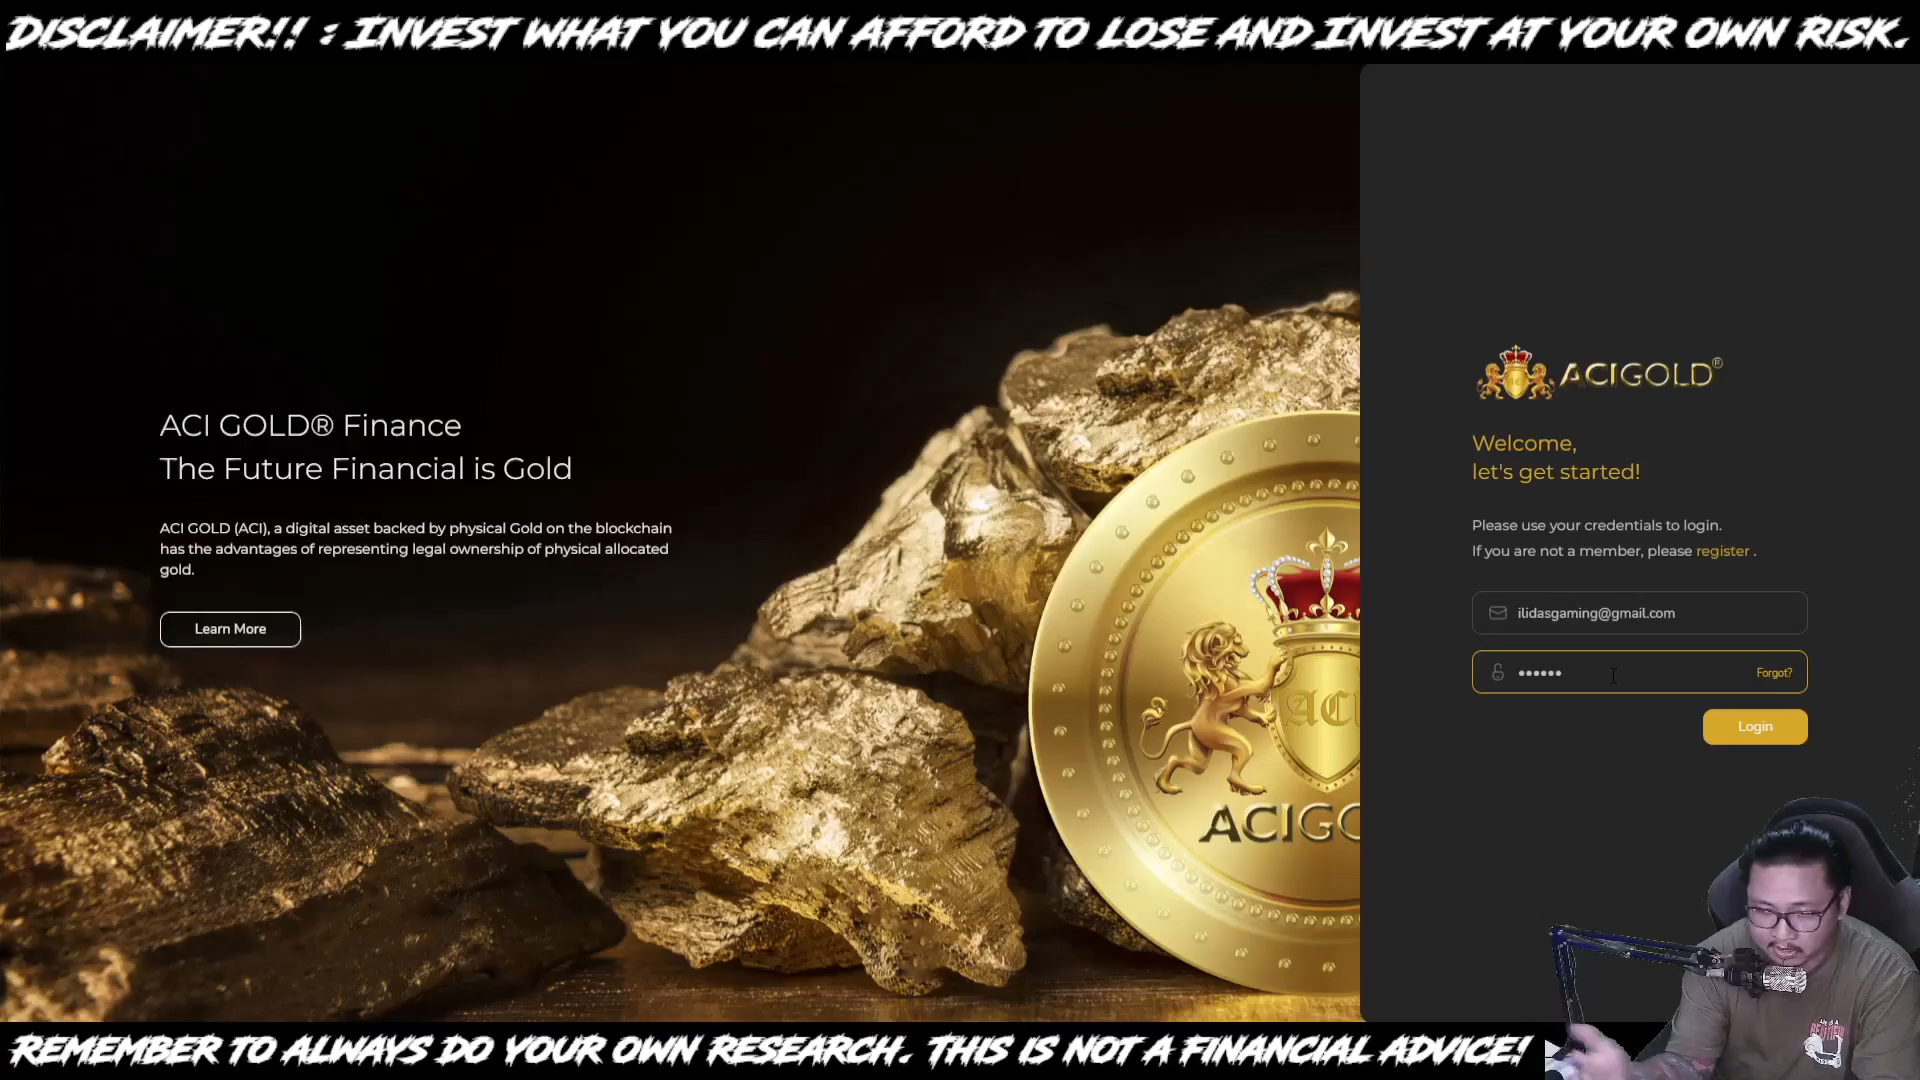 DISCLAIMER!! : INVEST WHAT YOU CAN AFFORD TO LOSE AND INVEST AT YOUR OWN RISK.
ACI GOLD® Finance
The Future Financial is Gold
ACI GOLD (ACI), a digital asset backed by physical Gold on the blockchain
has the advantages of representing legal ownership of physical allocated
gold.
Learn More
ACI
ACIGO
ACIGOLD®
Welcome,
let's get started!
Please use your credentials to login.
If you are not a member, please register .
ilidasgaming@gmail.com
••••••
Forgot?
Login
REMEMBER TO ALWAYS DO YOUR OWN RESEARCH. THIS IS NOT A FINANCIAL ADVICE!